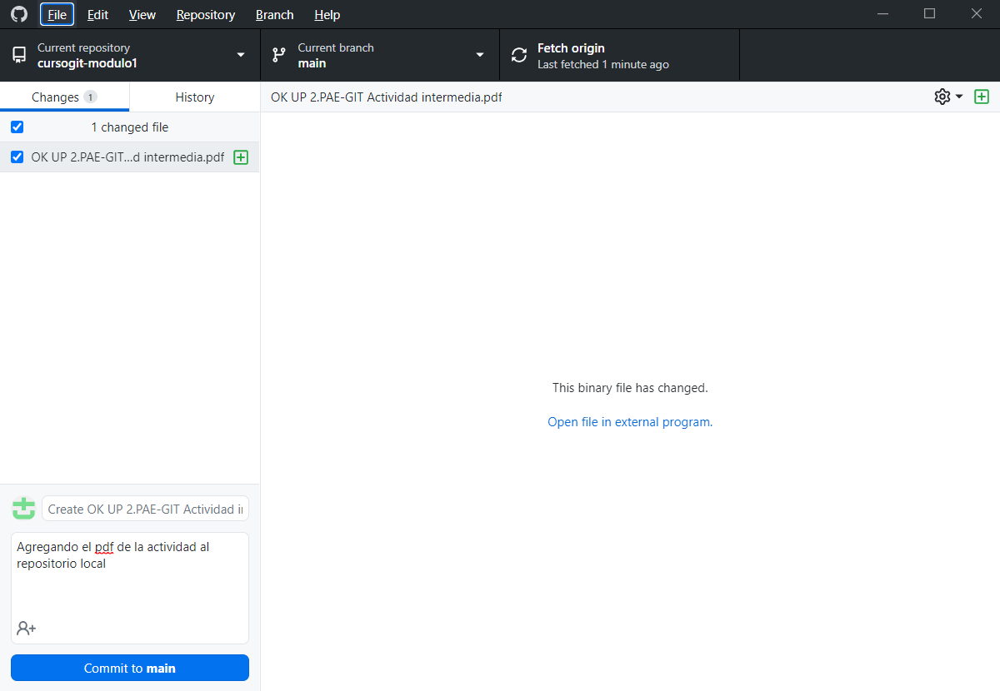 File Edit View Repository Branch Help
Current repository
cursogit-modulo1
Current branch
main
Fetch origin
Last fetched 1 minute ago
Changes 1
History
OK UP 2.PAE-GIT Actividad intermedia.pdf
1 changed file
OK UP 2.PAE-GIT...d intermedia.pdf
This binary file has changed.
Open file in external program.
Create OK UP 2.PAE-GIT Actividad
Agregando el pdf de la actividad al
repositorio local
Commit to main